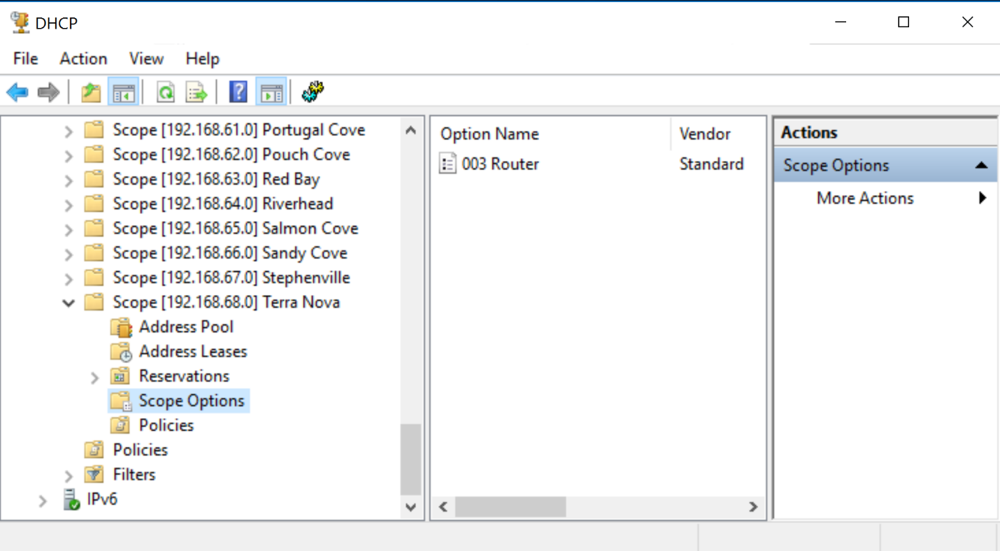 DHCP
File Action View Help
Scope [192.168.61.0] Portugal Cove
Scope [192.168.62.0] Pouch Cove
Scope [192.168.63.0] Red Bay
Scope [192.168.64.0] Riverhead
Scope [192.168.65.0] Salmon Cove
Scope [192.168.66.0] Sandy Cove
Scope [192.168.67.0] Stephenville
Scope [192.168.68.0] Terra Nova
Address Pool
Address Leases
Reservations
Scope Options
Policies
Policies
Filters
IPv6
Option Name Vendor
003 Router Standard
Actions
Scope Options
More Actions